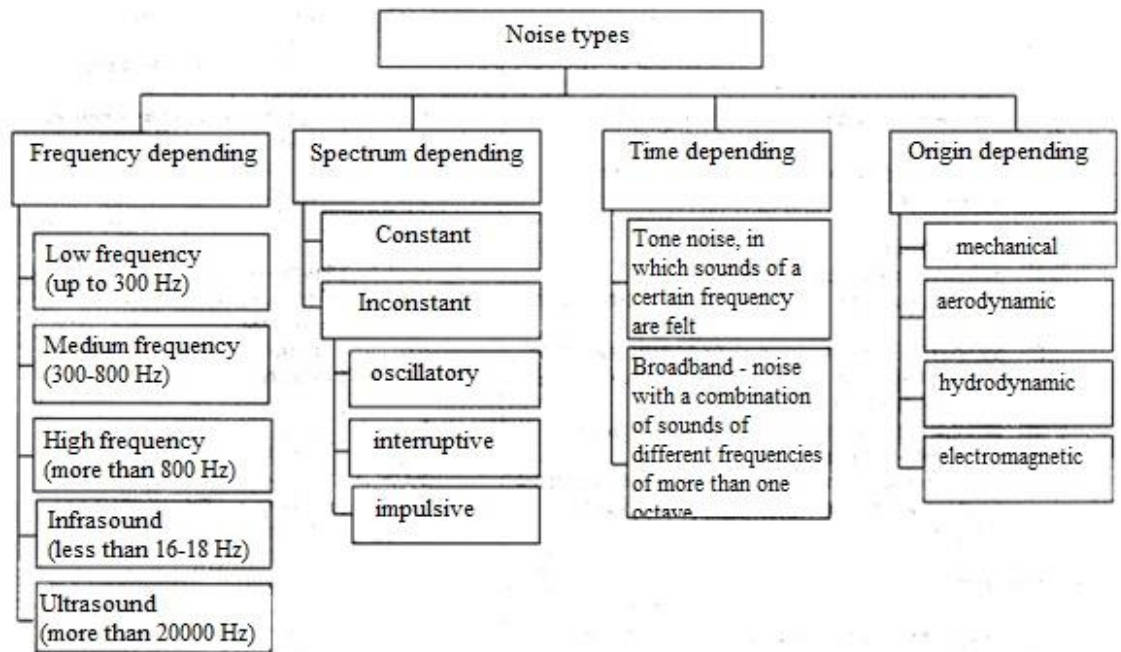 Noise types
Frequency depending
Low frequency
(up to 300 Hz)
Medium frequency
(300-800 Hz)
High frequency
(more than 800 Hz)
Infrasound
(less than 16-18 Hz)
Ultrasound
(more than 20000 Hz)
Spectrum depending
Constant
Inconstant
oscillatory
interruptive
impulsive
Time depending
Tone noise, in
which sounds of a
certain frequency
are felt
Broadband - noise
with a combination
of sounds of
different frequencies
of more than one
octave
Origin depending
mechanical
aerodynamic
hydrodynamic
electromagnetic